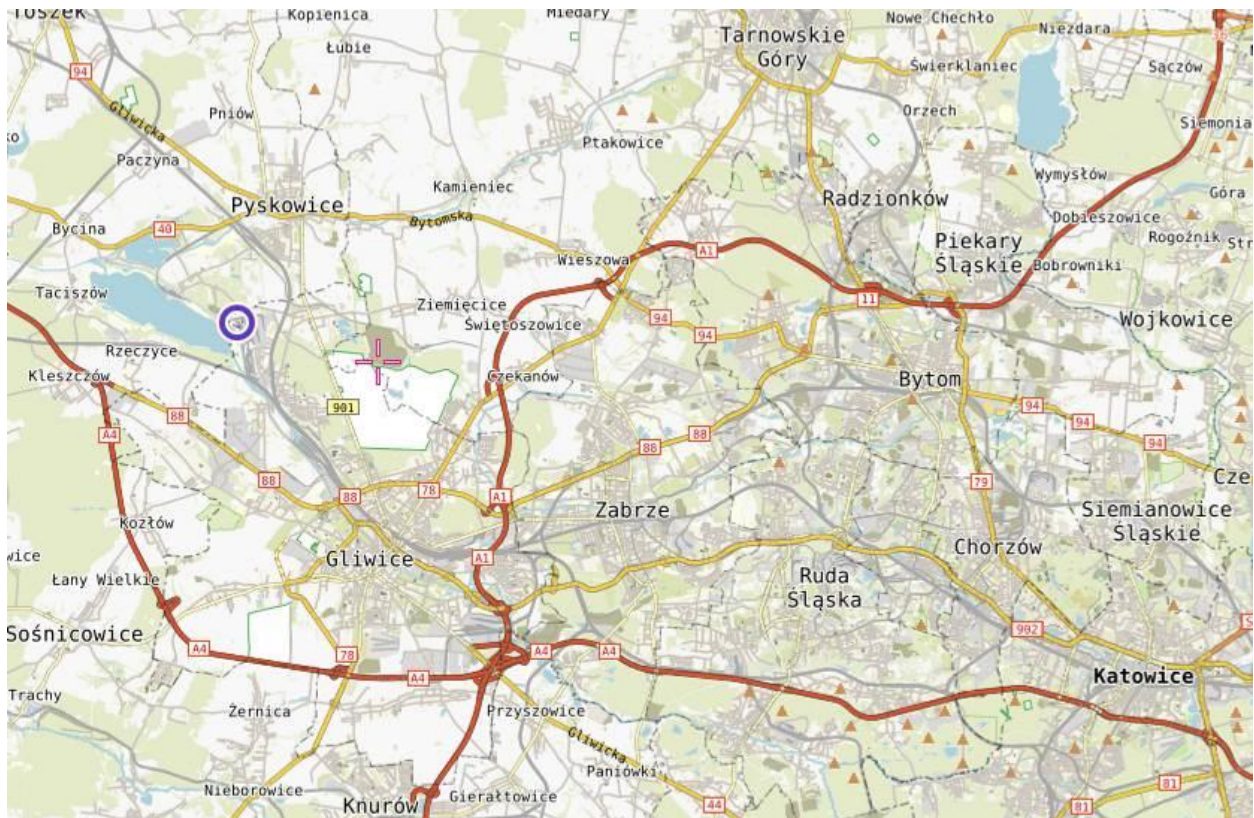 Toszek
Kopienica
Miedary
Nowe Chechło
Niezdara
Łubie
Tarnowskie
Góry
94
Świerklaniec
Sączów
Gliwicka
Pniów
Orzech
Siemonia
Ptakowice
Paczyna
Wymysłów
Kamieniec
Radzionków
Góra
Pyskowice
Bytomska
Dobieszowice
Bycina
40
Rogoźnik
Piekary
Śląskie
A1
Wieszowa
Bobrowniki
Taciszów
Ziemięcice
11
Świętoszowice
94
94
Wojkowice
Rzeczyce
Kleszczów
Czekanów
Bytom
901
88
94
94
A4
88
88
94
88
88
78
A1
79
Kozłów
Zabrze
Siemianowice
Śląskie
Gliwice
A1
Chorzów
Łany Wielkie
Ruda
Śląska
Sośnicowice
902
A4
78
A4
A4
A4
Katowice
Trachy
Żernica
Przyszowice
Gliwicka
Paniówki
Nieborowice
Knurów
Gierałtowice
44
81
81